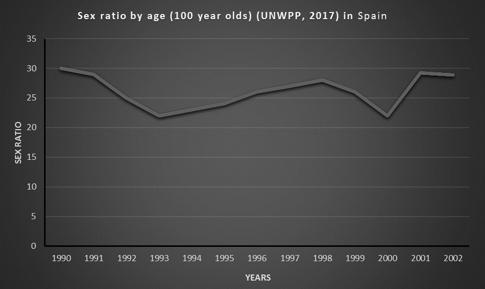 Sex ratio by age (100 year olds) (UNWPP, 2017) in Spain
35
30
25
20
15
10
5
0
SEX RATIO
1990 1991 1992 1993 1994 1995 1996 1997 1998 1999 2000 2001 2002
YEARS